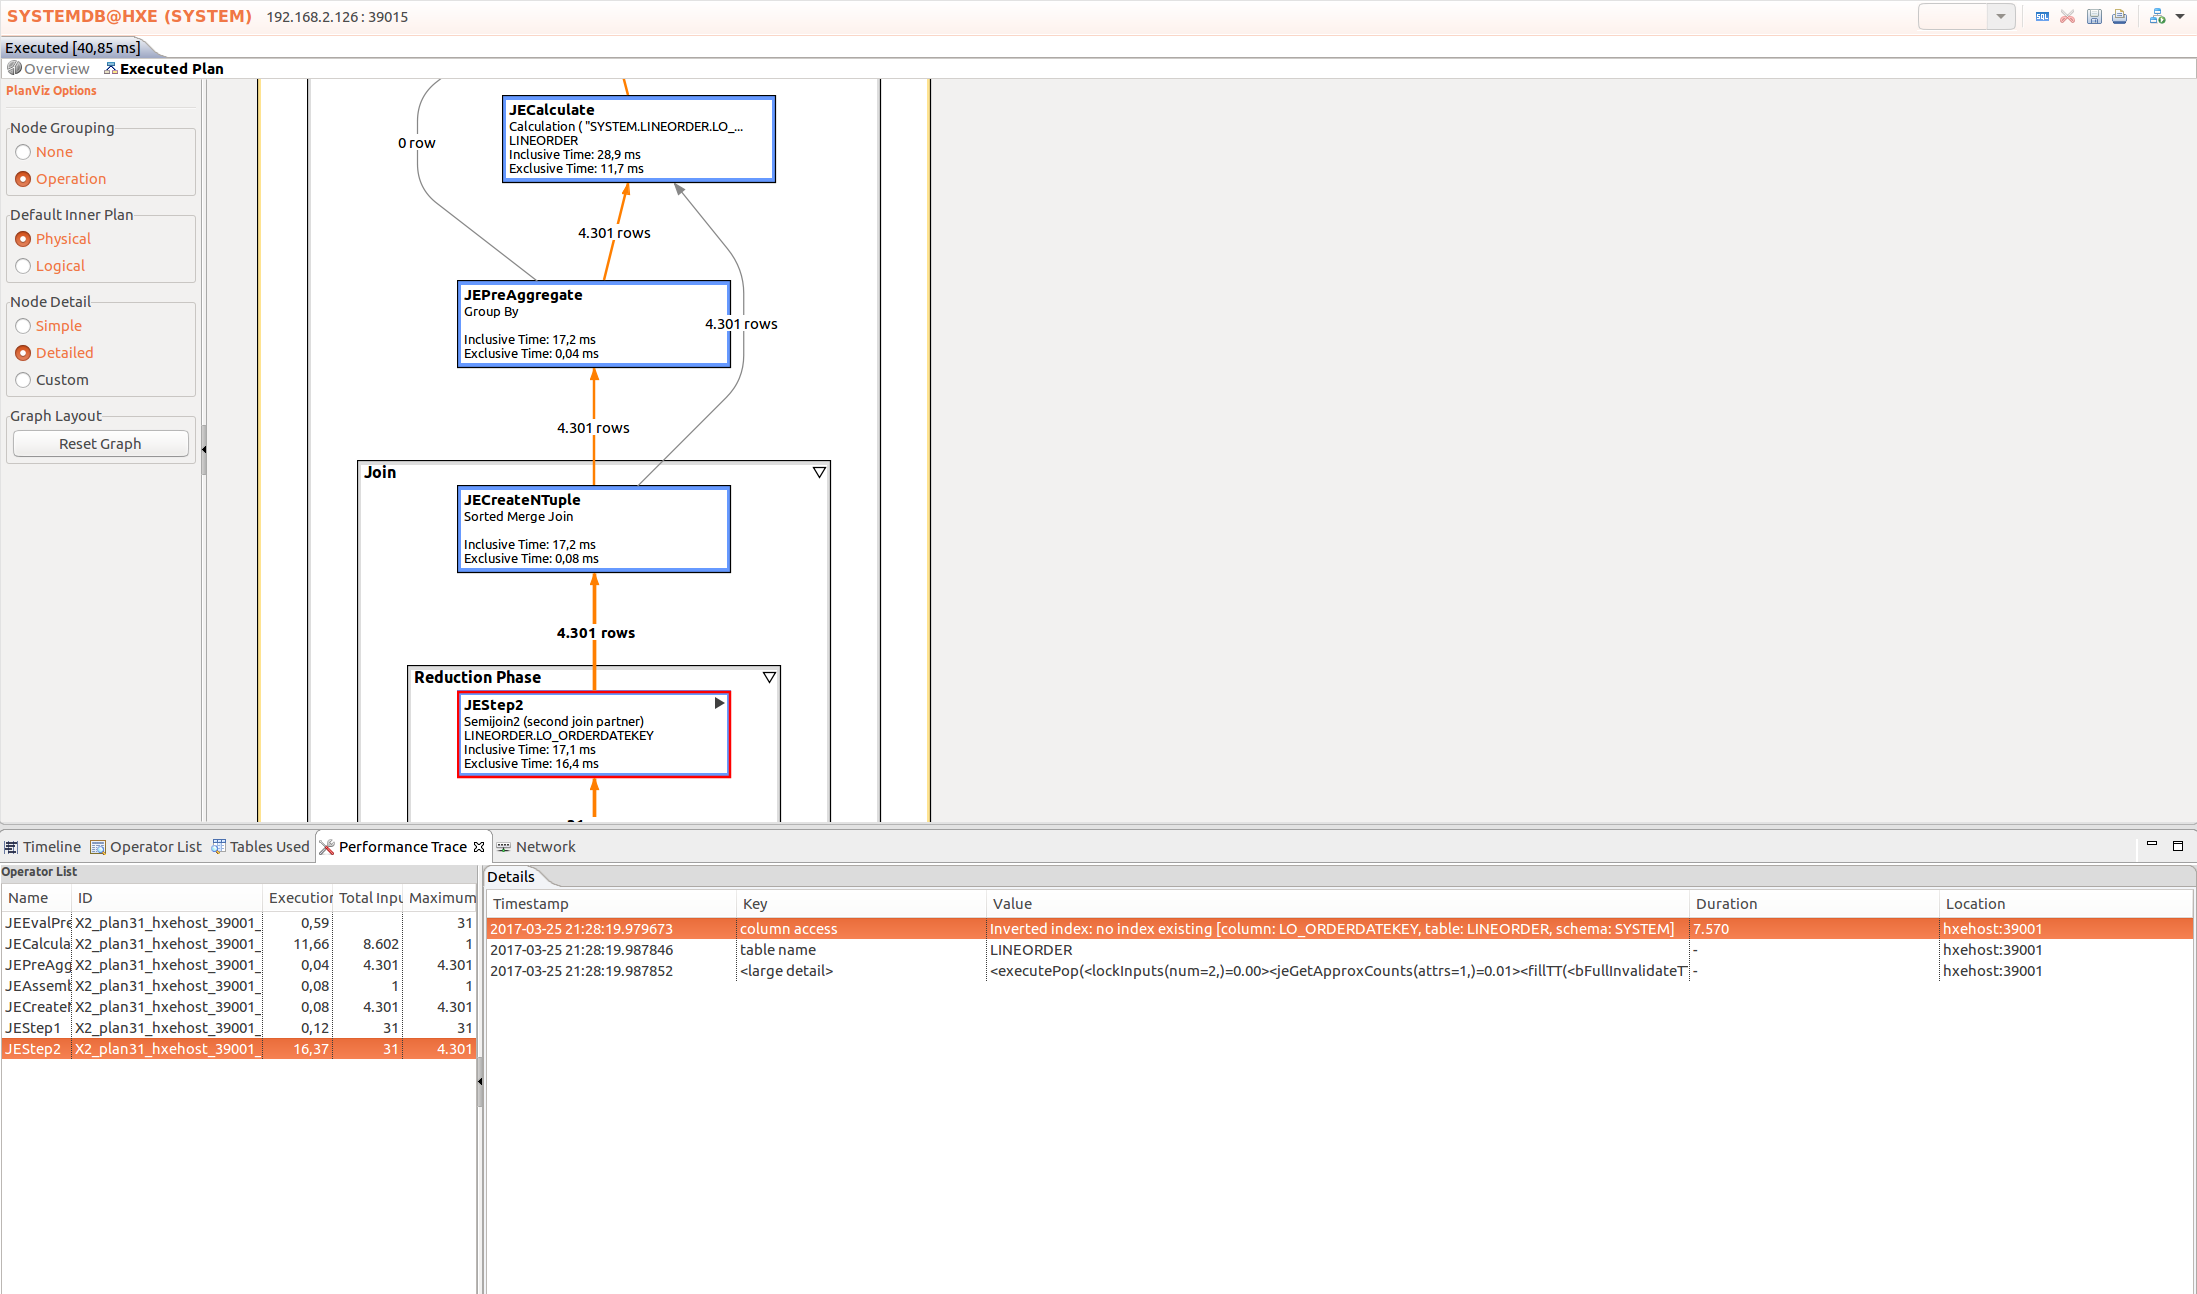 SYSTEMDB@HXE (SYSTEM) 192.168.2.126 : 39015
SQL
Executed [40,85 ms]
Overview Executed Plan
PlanViz Options
Node Grouping
None
Operation
Default Inner Plan
Physical
Logical
Node Detail
Simple
Detailed
Custom
Graph Layout
Reset Graph
JECalculate
Calculation ( "SYSTEM.LINEORDER.LO_...
LINEORDER
Inclusive Time: 28,9 ms
Exclusive Time: 11,7 ms
0 row
4.301 rows
JEPreAggregate
Group By
Inclusive Time: 17,2 ms
Exclusive Time: 0,04 ms
4.301 rows
4.301 rows
Join
JECreateNTuple
Sorted Merge Join
Inclusive Time: 17,2 ms
Exclusive Time: 0,08 ms
4.301 rows
Reduction Phase
JEStep2
Semijoin2 (second join partner)
LINEORDER.LO_ORDERDATEKEY
Inclusive Time: 17,1 ms
Exclusive Time: 16,4 ms
Timeline Operator List Tables Used Performance Trace Network
Operator List
Name ID Execution Total Inpu Maximum
JEEvalPre X2_plan31_hxehost_39001_ 0,59 31
JECalcula X2_plan31_hxehost_39001_ 11,66 8.602 1
JEPreAgg X2_plan31_hxehost_39001_ 0,04 4.301 4.301
JEAssemb X2_plan31_hxehost_39001_ 0,08 1 1
JECreateN X2_plan31_hxehost_39001_ 0,08 4.301 4.301
JEStep1 X2_plan31_hxehost_39001_ 0,12 31 31
JEStep2 X2_plan31_hxehost_39001_ 16,37 31 4.301
Details
Timestamp Key Value Duration Location
2017-03-25 21:28:19.979673 column access Inverted index: no index existing [column: LO_ORDERDATEKEY, table: LINEORDER, schema: SYSTEM] 7.570 hxehost:39001
2017-03-25 21:28:19.987846 table name LINEORDER - hxehost:39001
2017-03-25 21:28:19.987852 <large detail> <executePop(<lockInputs(num=2,)=0.00><jeGetApproxCounts(attrs=1,)=0.01><fillTT(<bFullInvalidateT - hxehost:39001